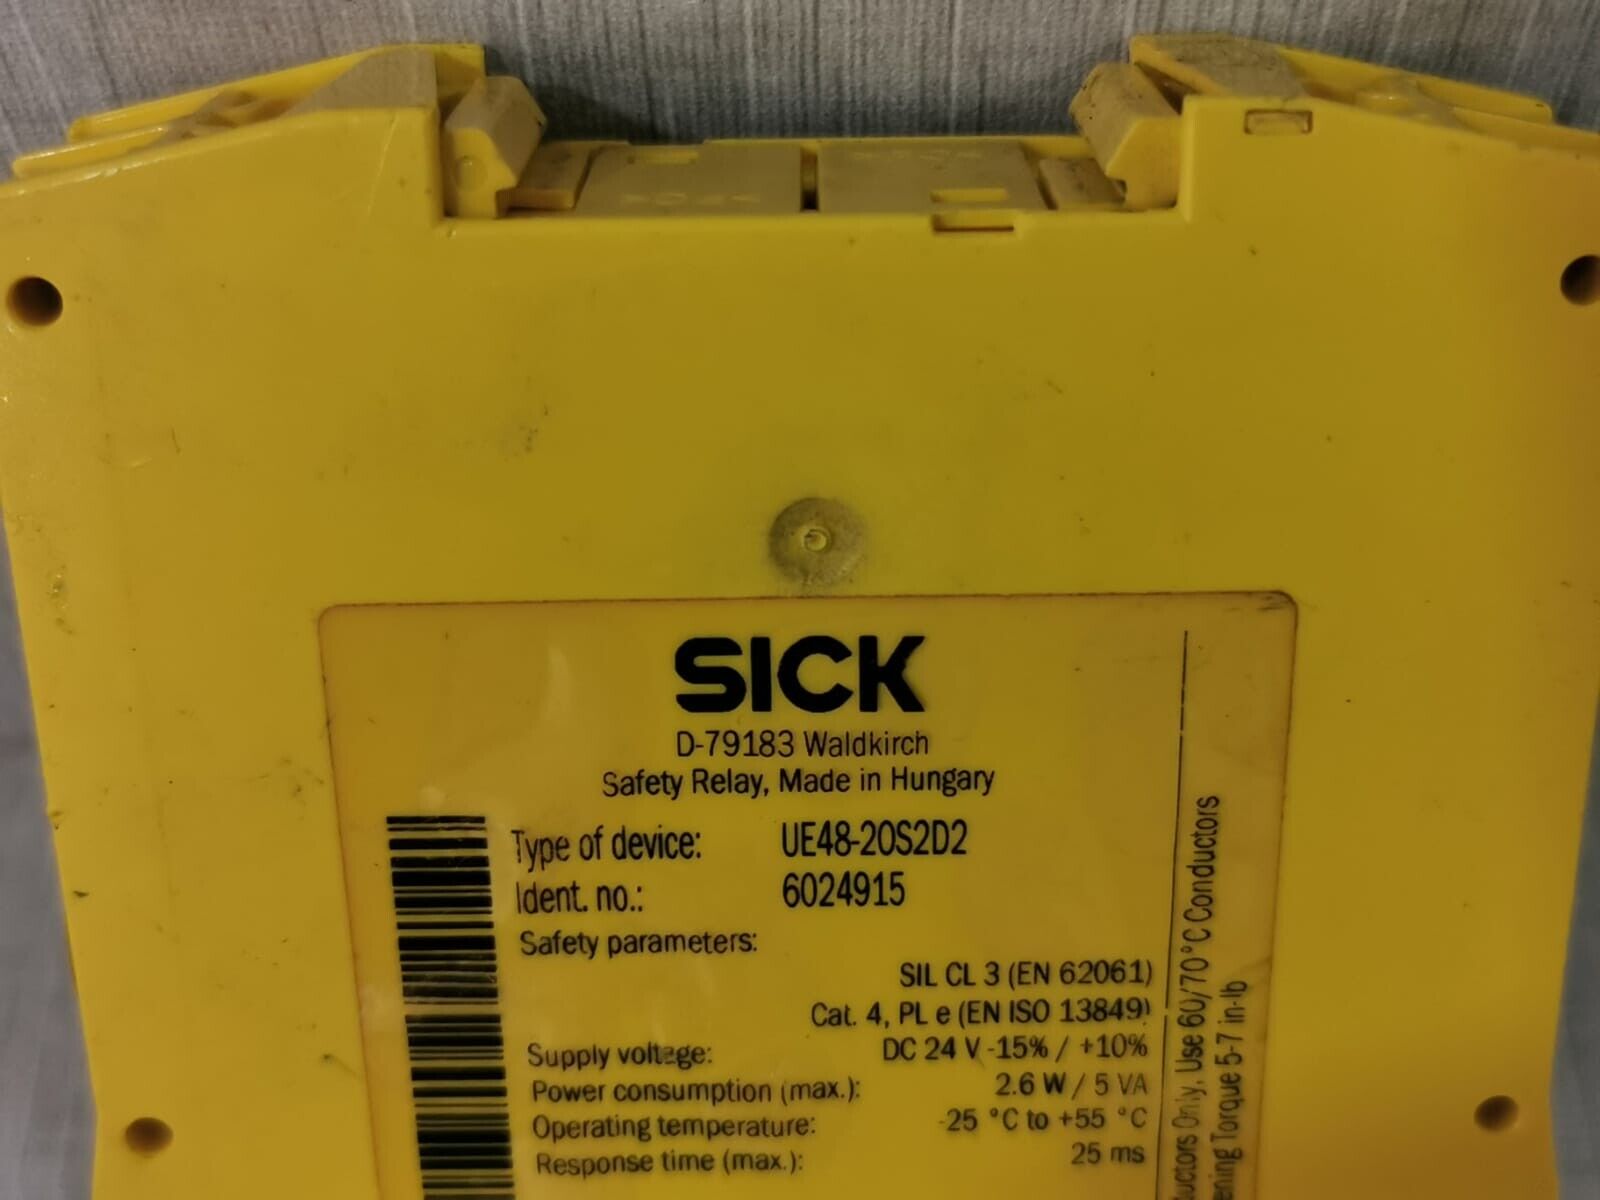 SICK
D-79183 Waldkirch
Safety Relay, Made in Hungary
Type of device: UE48-2OS2D2
Ident. no.: 6024915
Safety parameters:
SIL CL 3 (EN 62061)
Cat. 4, PL e (EN ISO 13849)
Supply voltage: DC 24 V -15% / +10%
Power consumption (max.): 2.6 W / 5 VA
Operating temperature: -25 °C to +55 °C
Response time (max.): 25 ms
Only, Use 60/70°C Conductors
Torque 5-7 in-lb